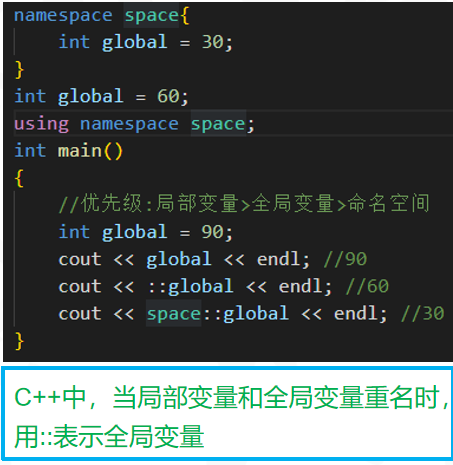 namespace space{
    int global = 30;
}
int global = 60;
using namespace space;
int main()
{
    //优先级:局部变量>全局变量>命名空间
    int global = 90;
    cout << global << endl; //90
    cout << ::global << endl; //60
    cout << space::global << endl; //30
}
C++中，当局部变量和全局变量重名时，
用::表示全局变量